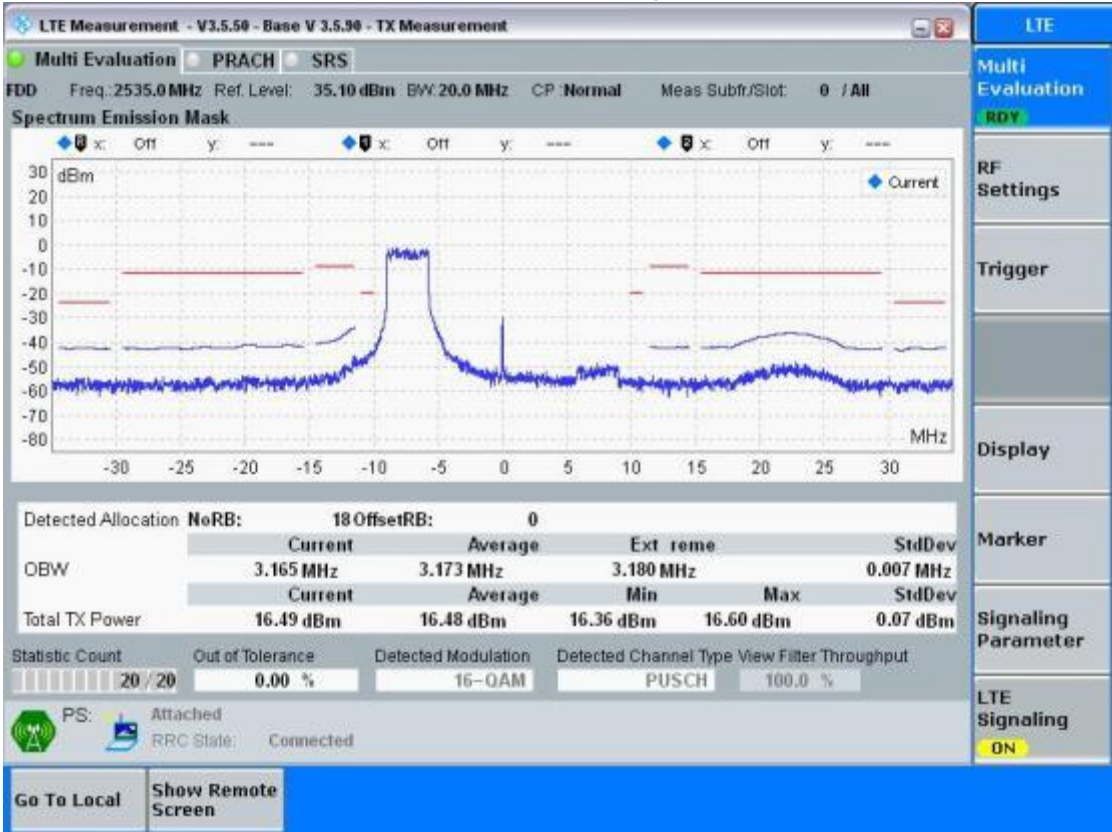 LTE Measurement - V3.5.50 - Base V 3.5.90 - TX Measurement
LTE
Multi Evaluation PRACH SRS
Multi Evaluation
RDY
FDD Freq.:2535.0 MHz Ref. Level: 35.10 dBm BW:20.0 MHz CP :Normal Meas Subfr./Slot: 0 / All
Spectrum Emission Mask
x: Off y: --- x: Off y: --- x: Off y: ---
30 dBm
Current
20
10
0
-10
-20
-30
-40
-50
-60
-70
-80
MHz
-30 -25 -20 -15 -10 -5 0 5 10 15 20 25 30
RF Settings
Trigger
Display
Marker
Signaling Parameter
LTE Signaling
ON
Detected Allocation NoRB: 18 OffsetRB: 0
Current Average Ext reme StdDev
OBW 3.165 MHz 3.173 MHz 3.180 MHz 0.007 MHz
Current Average Min Max StdDev
Total TX Power 16.49 dBm 16.48 dBm 16.36 dBm 16.60 dBm 0.07 dBm
Statistic Count Out of Tolerance Detected Modulation Detected Channel Type View Filter Throughput
20 / 20 0.00 % 16-QAM PUSCH 100.0 %
PS: Attached
RRC State: Connected
Go To Local
Show Remote Screen